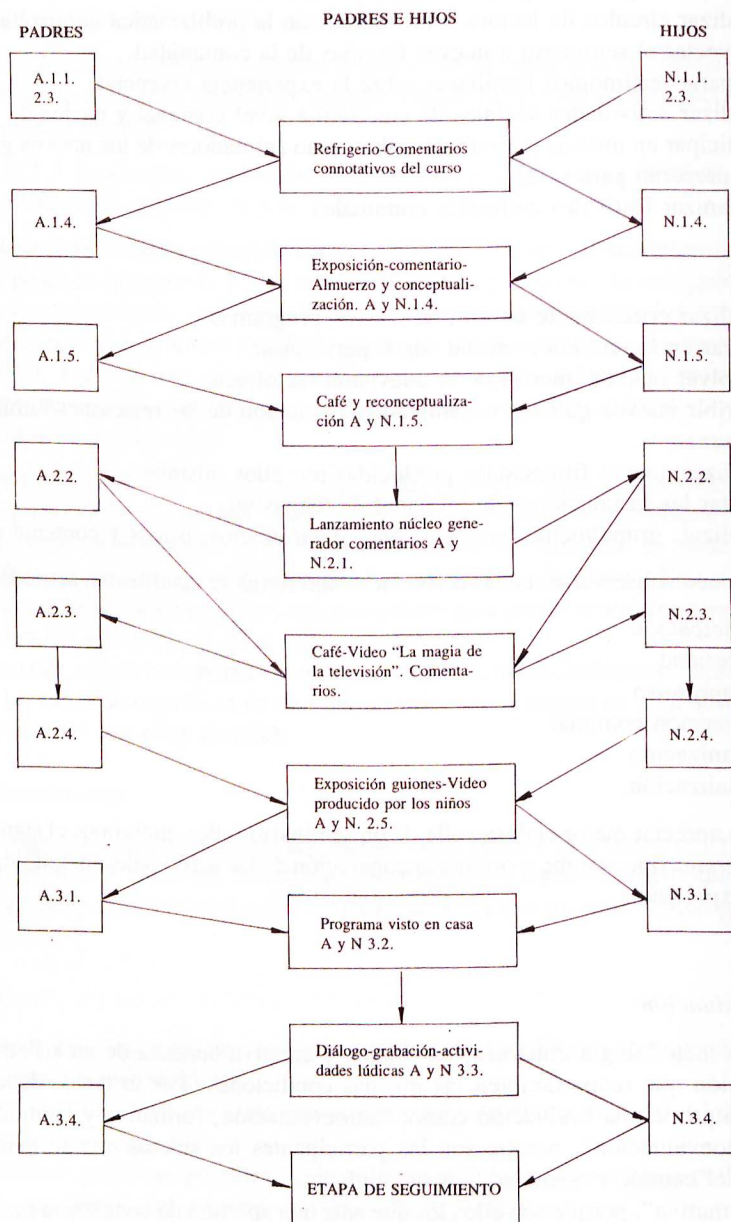 PADRES
PADRES E HIJOS
HIJOS
A.1.1.
2.3.
N.1.1.
2.3.
Refrigerio-Comentarios
connotativos del curso
A.1.4.
N.1.4.
Exposición-comentario-
Almuerzo y conceptuali-
zación. A y N.1.4.
A.1.5.
N.1.5.
Café y reconceptualiza-
ción A y N.1.5.
A.2.2.
N.2.2.
Lanzamiento núcleo gene-
rador comentarios A y
N.2.1.
A.2.3.
N.2.3.
Café-Video “La magia de
la televisión”. Comenta-
rios.
A.2.4.
N.2.4.
Exposición guiones-Video
producido por los niños
A y N. 2.5.
A.3.1.
N.3.1.
Programa visto en casa
A y N 3.2.
Diálogo-grabación-activi-
dades lúdicas A y N 3.3.
A.3.4.
N.3.4.
ETAPA DE SEGUIMIENTO